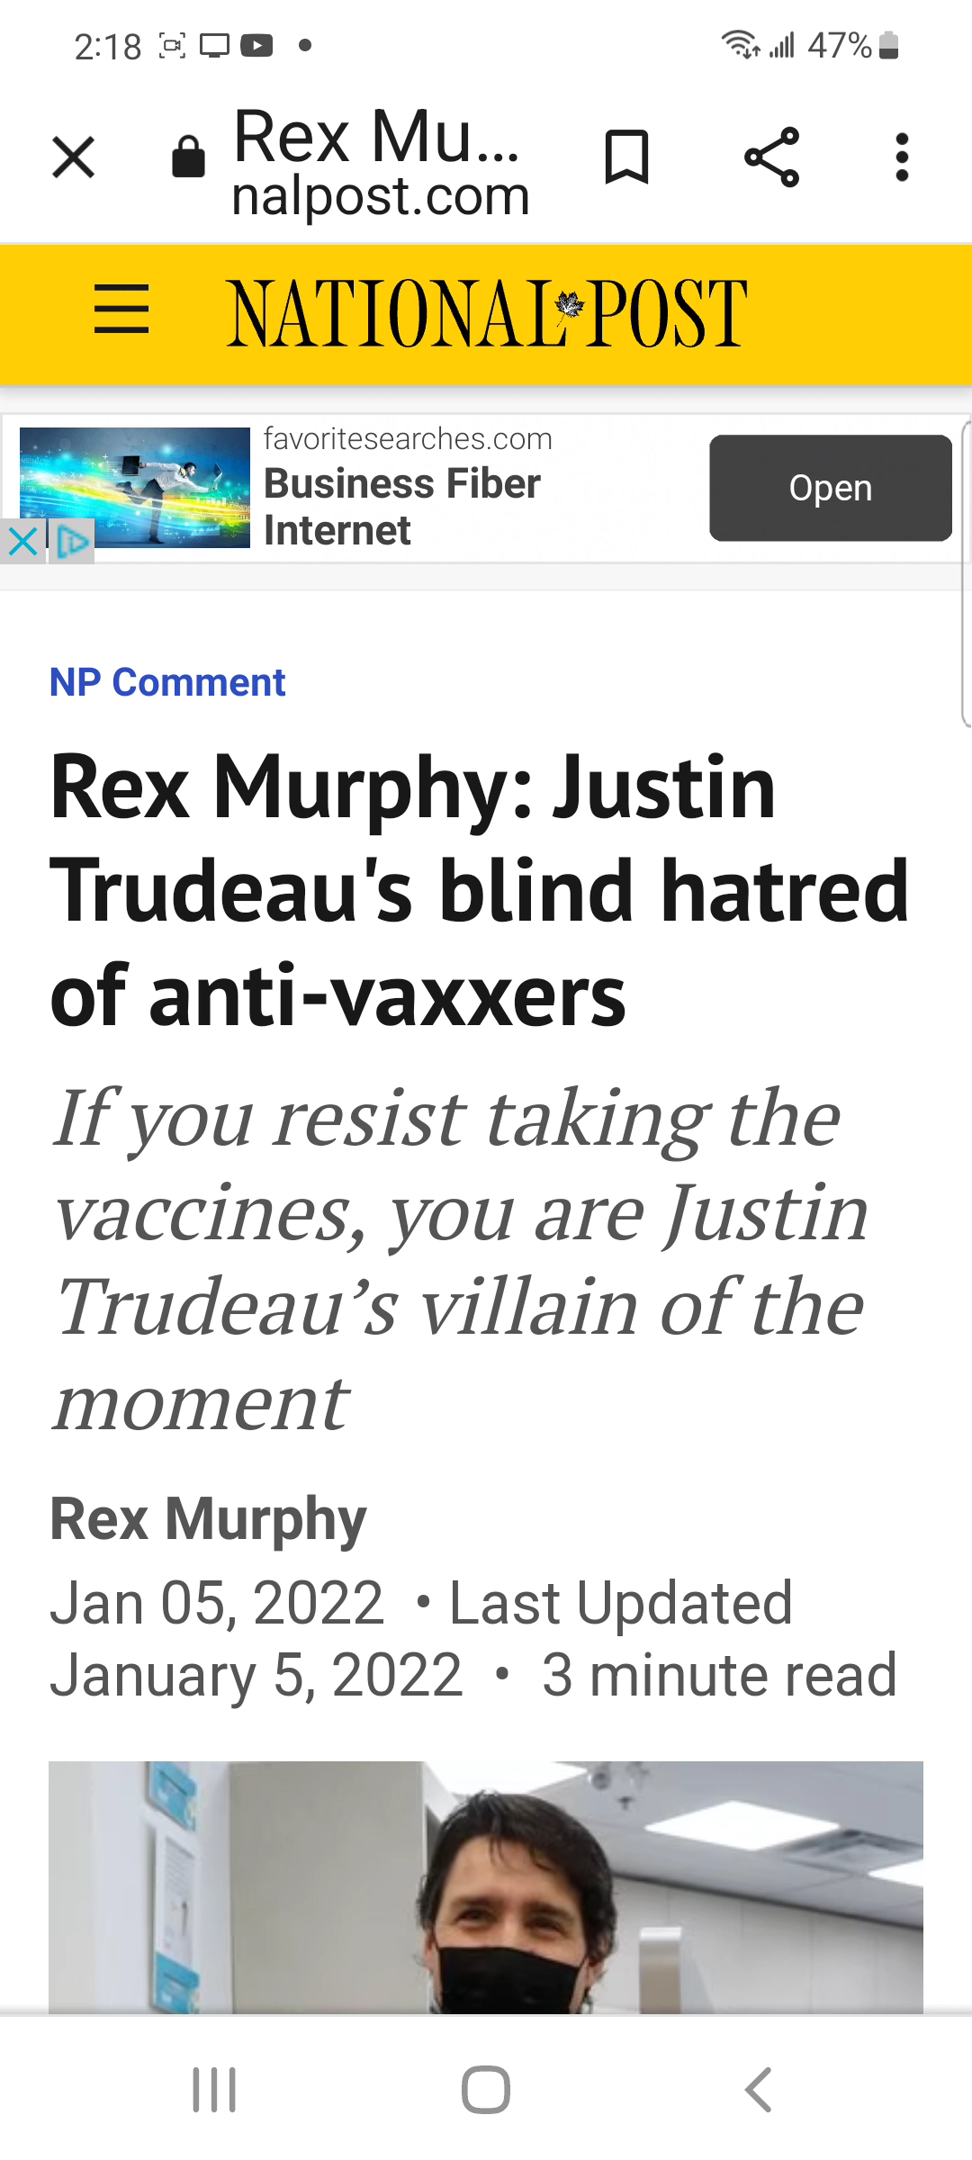 2:18
47%
Rex Mu...
nalpost.com
NATIONAL POST
favoritesearches.com
Business Fiber
Internet
Open
NP Comment
Rex Murphy: Justin
Trudeau's blind hatred
of anti-vaxxers
If you resist taking the
vaccines, you are Justin
Trudeau’s villain of the
moment
Rex Murphy
Jan 05, 2022 • Last Updated
January 5, 2022 • 3 minute read